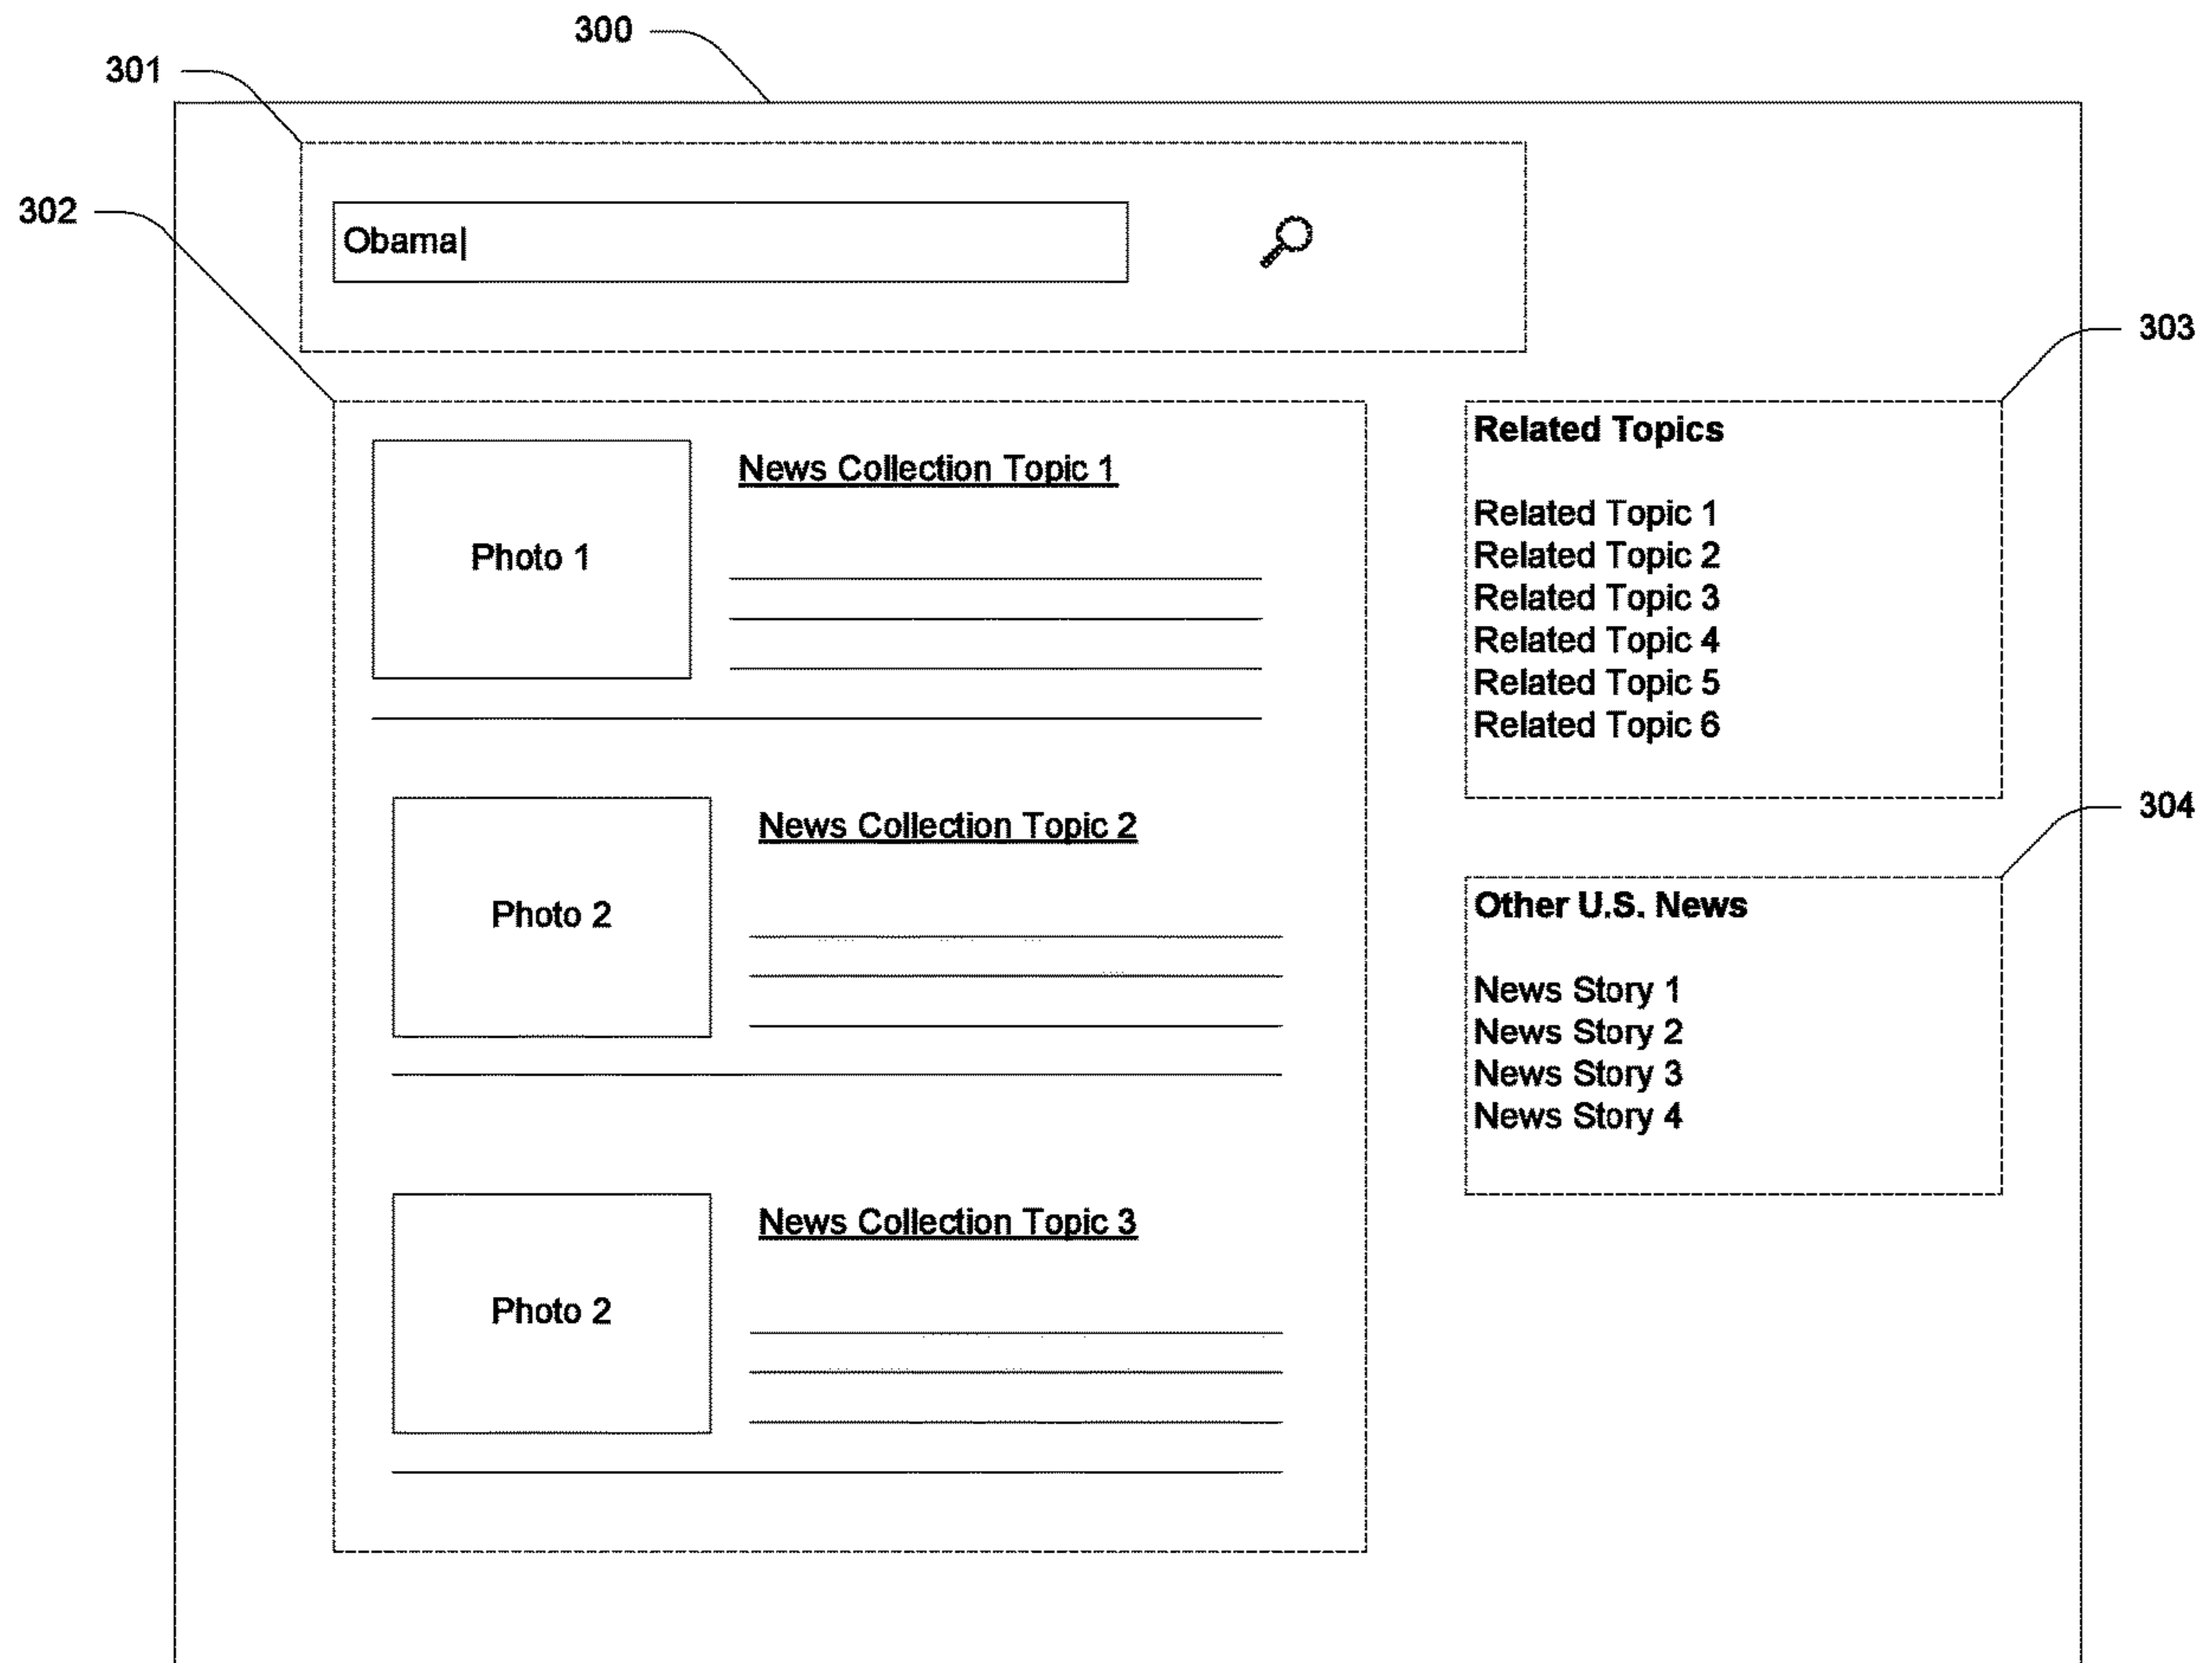 300
301
302
Obama
303
Related Topics
Related Topic 1
Related Topic 2
Related Topic 3
Related Topic 4
Related Topic 5
Related Topic 6
News Collection Topic 1
Photo 1
304
News Collection Topic 2
Photo 2
Other U.S. News
News Story 1
News Story 2
News Story 3
News Story 4
News Collection Topic 3
Photo 2